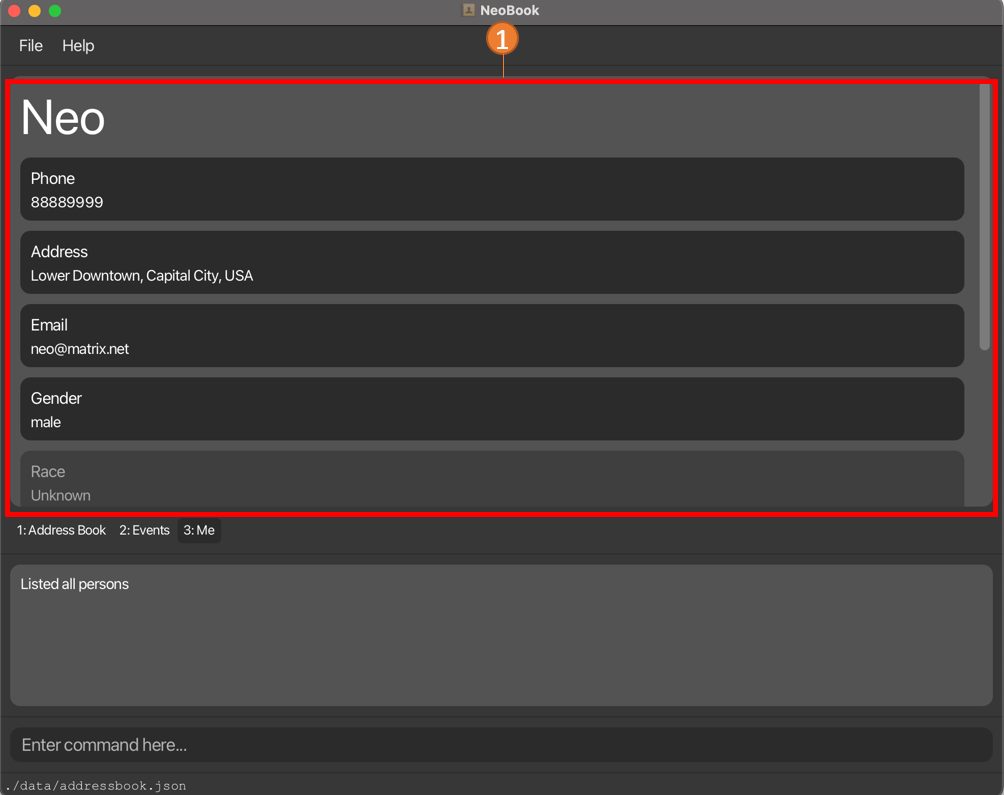 NeoBook
File Help
1
Neo
Phone
88889999
Address
Lower Downtown, Capital City, USA
Email
neo@matrix.net
Gender
male
Race
Unknown
1: Address Book 2: Events 3: Me
Listed all persons
Enter command here...
./data/addressbook.json